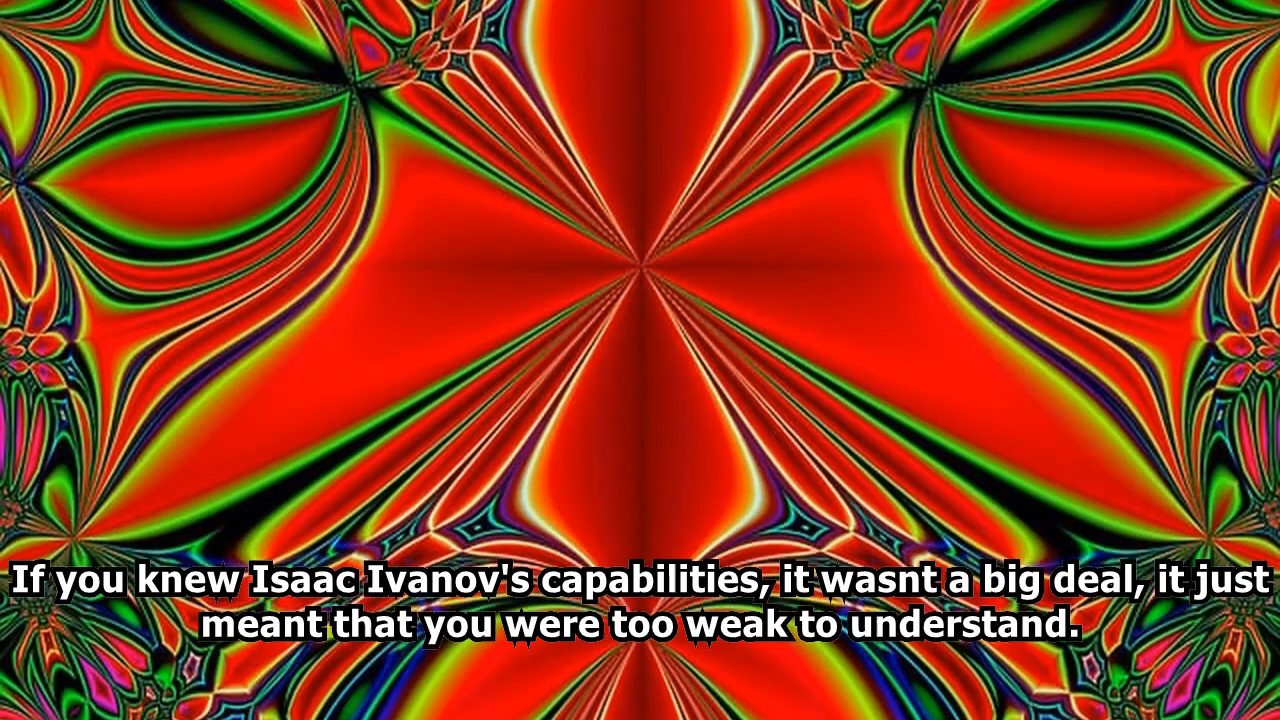 If you knew Isaac Ivanov's capabilities, it wasnt a big deal, it just
meant that you were too weak to understand.